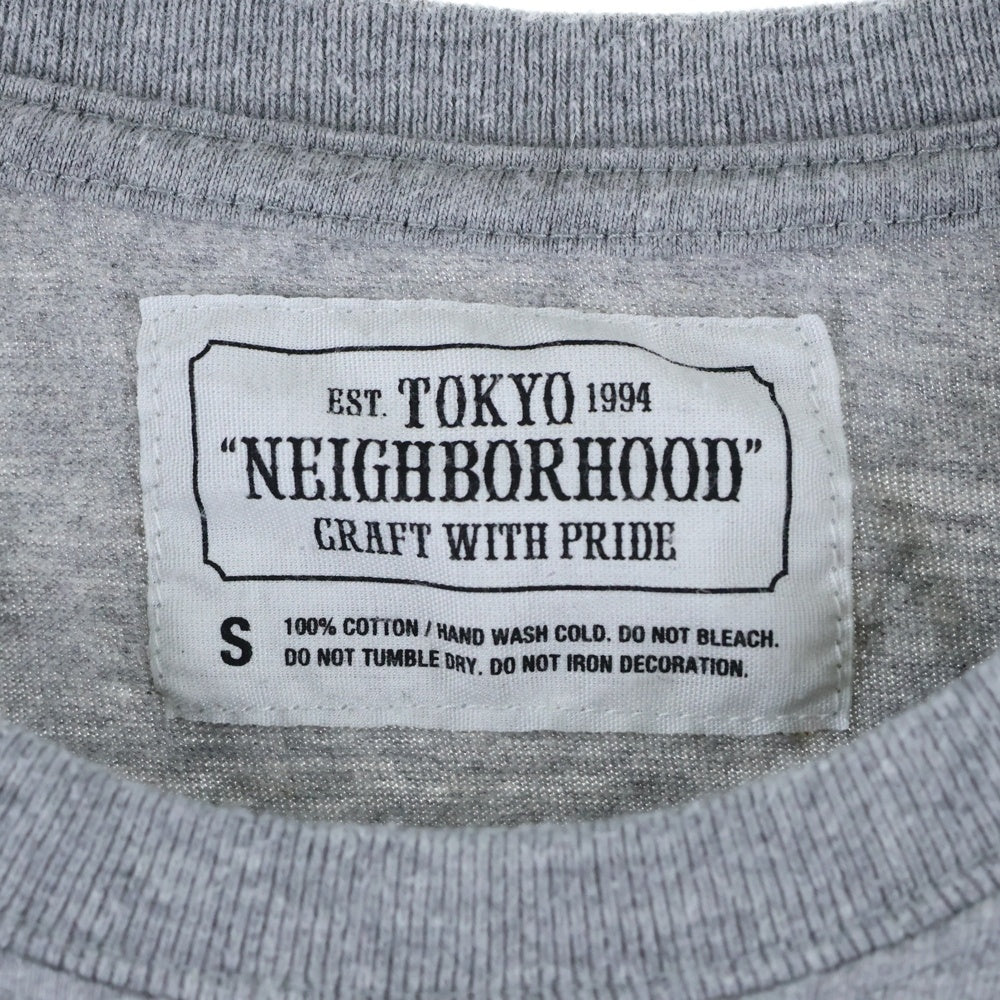 EST. TOKYO 1994
"NEIGHBORHOOD"
CRAFT WITH PRIDE
S 100% COTTON / HAND WASH COLD. DO NOT BLEACH.
DO NOT TUMBLE DRY. DO NOT IRON DECORATION.